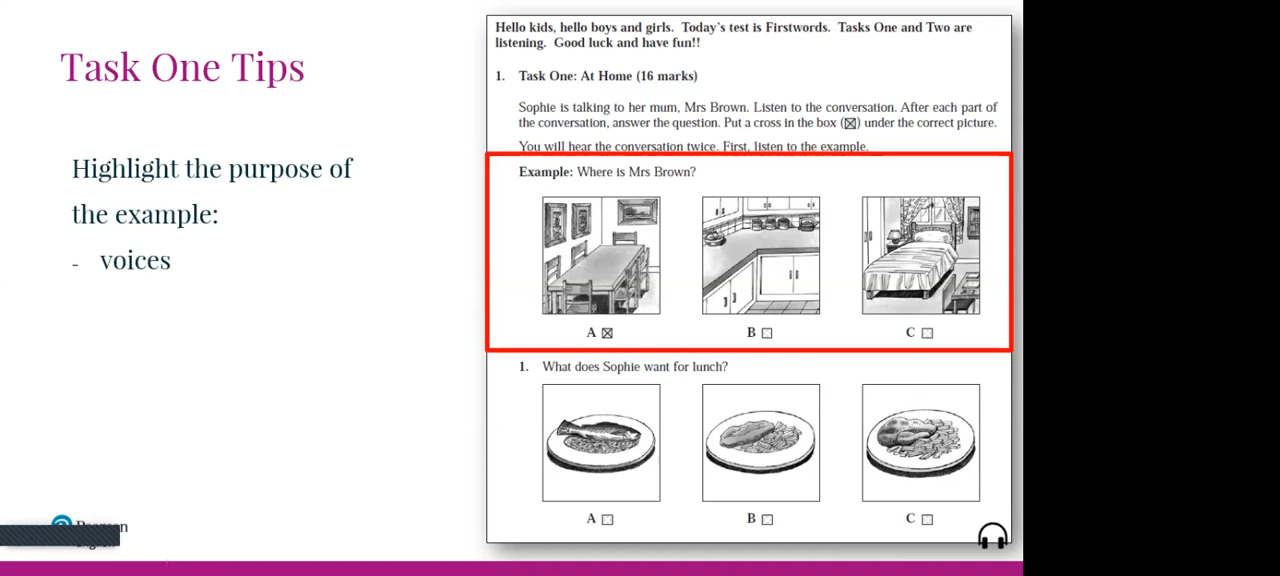 Task One Tips
Highlight the purpose of
the example:
- voices
Hello kids, hello boys and girls. Today's test is Firstwords. Tasks One and Two are
listening. Good luck and have fun!!
1. Task One: At Home (16 marks)
Sophie is talking to her mum, Mrs Brown. Listen to the conversation. After each part of
the conversation, answer the question. Put a cross in the box (☒) under the correct picture.
You will hear the conversation twice. First, listen to the example.
Example: Where is Mrs Brown?
A ☒ B ☐ C ☐
1. What does Sophie want for lunch?
A ☐ B ☐ C ☐